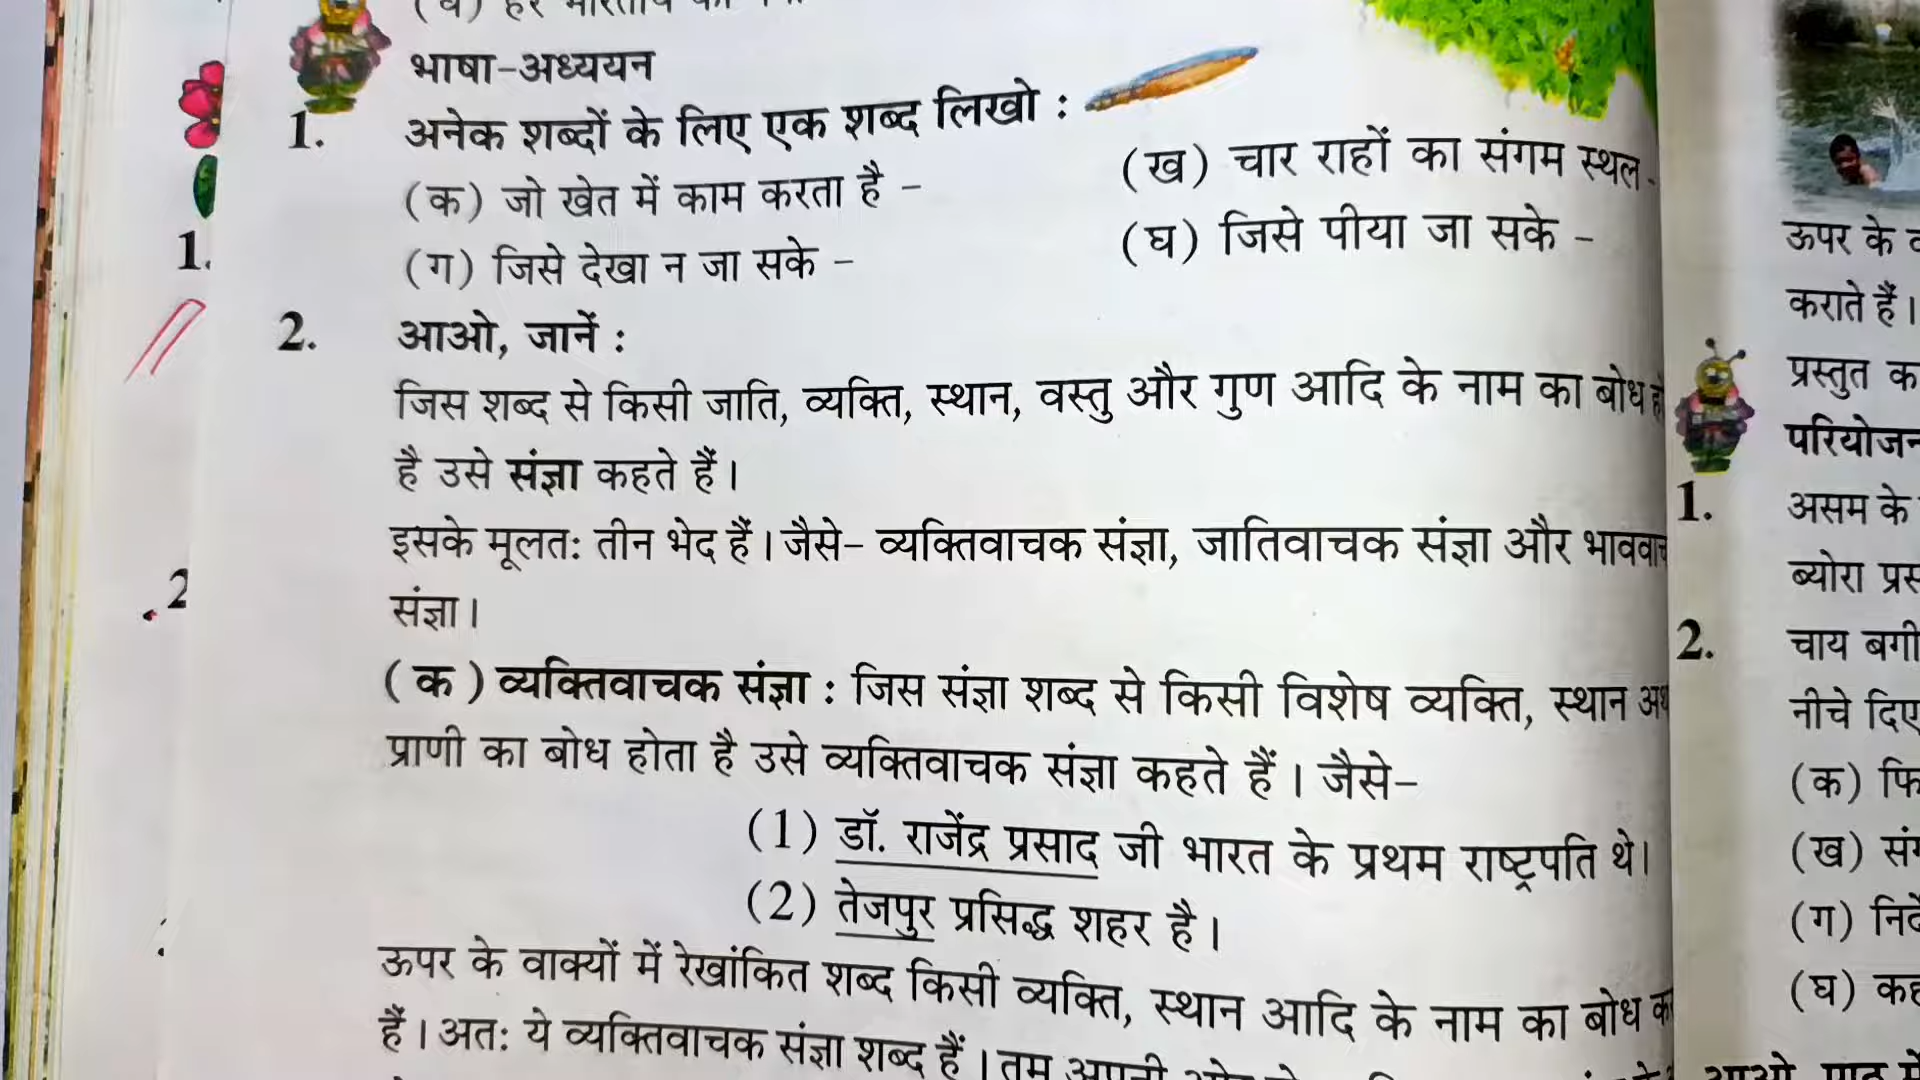 भाषा-अध्ययन
1. अनेक शब्दों के लिए एक शब्द लिखो :
(क) जो खेत में काम करता है -
(ख) चार राहों का संगम स्थल-
(ग) जिसे देखा न जा सके -
(घ) जिसे पीया जा सके -
1.
2. आओ, जानें :
जिस शब्द से किसी जाति, व्यक्ति, स्थान, वस्तु और गुण आदि के नाम का बोध
है उसे संज्ञा कहते हैं।
इसके मूलतः तीन भेद हैं। जैसे- व्यक्तिवाचक संज्ञा, जातिवाचक संज्ञा और
संज्ञा।
2
(क) व्यक्तिवाचक संज्ञा : जिस संज्ञा शब्द से किसी विशेष व्यक्ति, स्थान
प्राणी का बोध होता है उसे व्यक्तिवाचक संज्ञा कहते हैं। जैसे-
(1) डॉ. राजेंद्र प्रसाद जी भारत के प्रथम राष्ट्रपति थे।
(2) तेजपुर प्रसिद्ध शहर है।
ऊपर के वाक्यों में रेखांकित शब्द किसी व्यक्ति, स्थान आदि के नाम का बोध
हैं। अतः ये व्यक्तिवाचक संज्ञा शब्द हैं। तुम अपनी
ऊपर के
कराते हैं।
प्रस्तुत
1. असम के
ब्योरा
2. चाय
नीचे दिए
(क)
(ख)
(ग)
(घ)